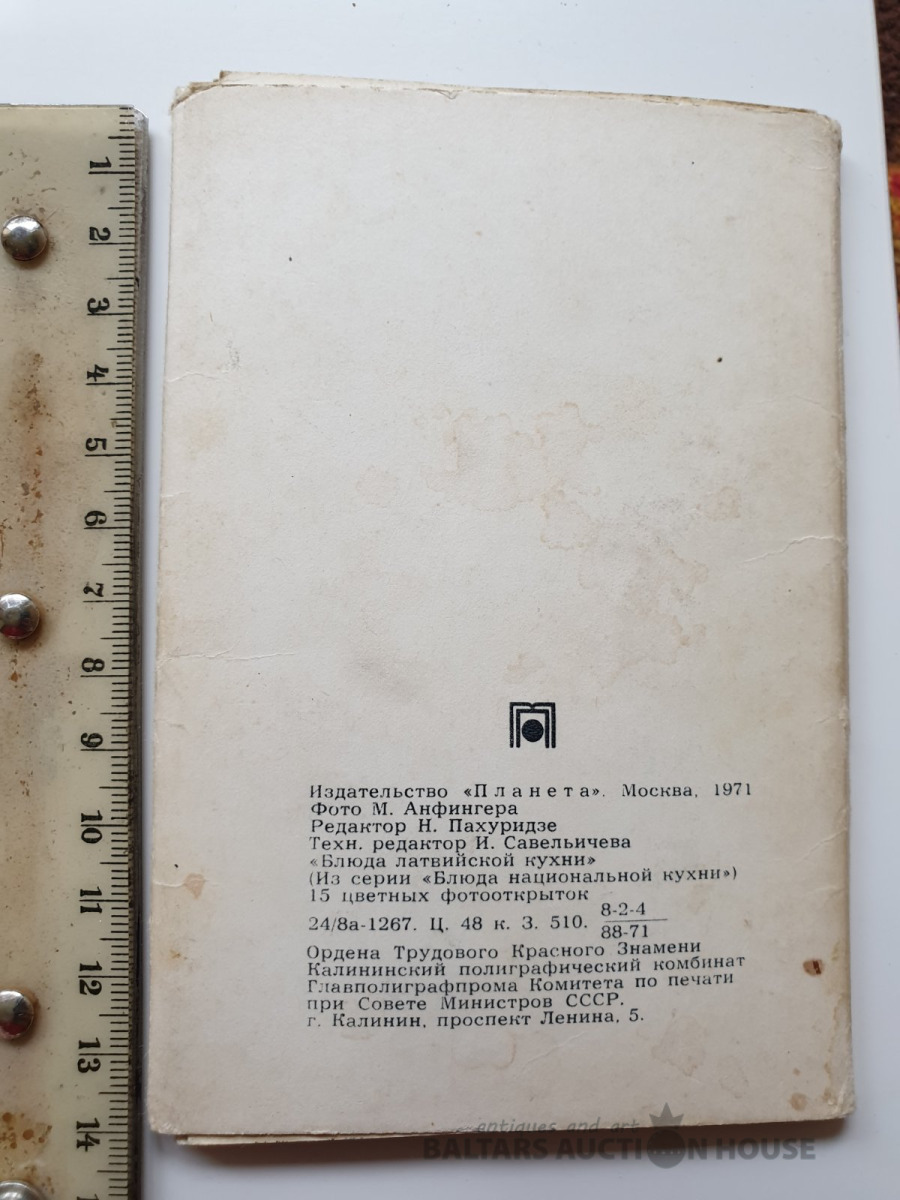 1
2
3
4
5
6
7
8
9
10
11
12
13
14
Издательство «Планета». Москва, 1971
Фото М. Анфингера
Редактор Н. Пахуридзе
Техн. редактор И. Савельичева
«Блюда латвийской кухни»
(Из серии «Блюда национальной кухни»)
15 цветных фотооткрыток
24/8а-1267. Ц. 48 к. З. 510. 8-2-4
88-71
Ордена Трудового Красного Знамени
Калининский полиграфический комбинат
Главполиграфпрома Комитета по печати
при Совете Министров СССР.
г. Калинин, проспект Ленина, 5.
antiques and art
BALTARS AUCTION HOUSE